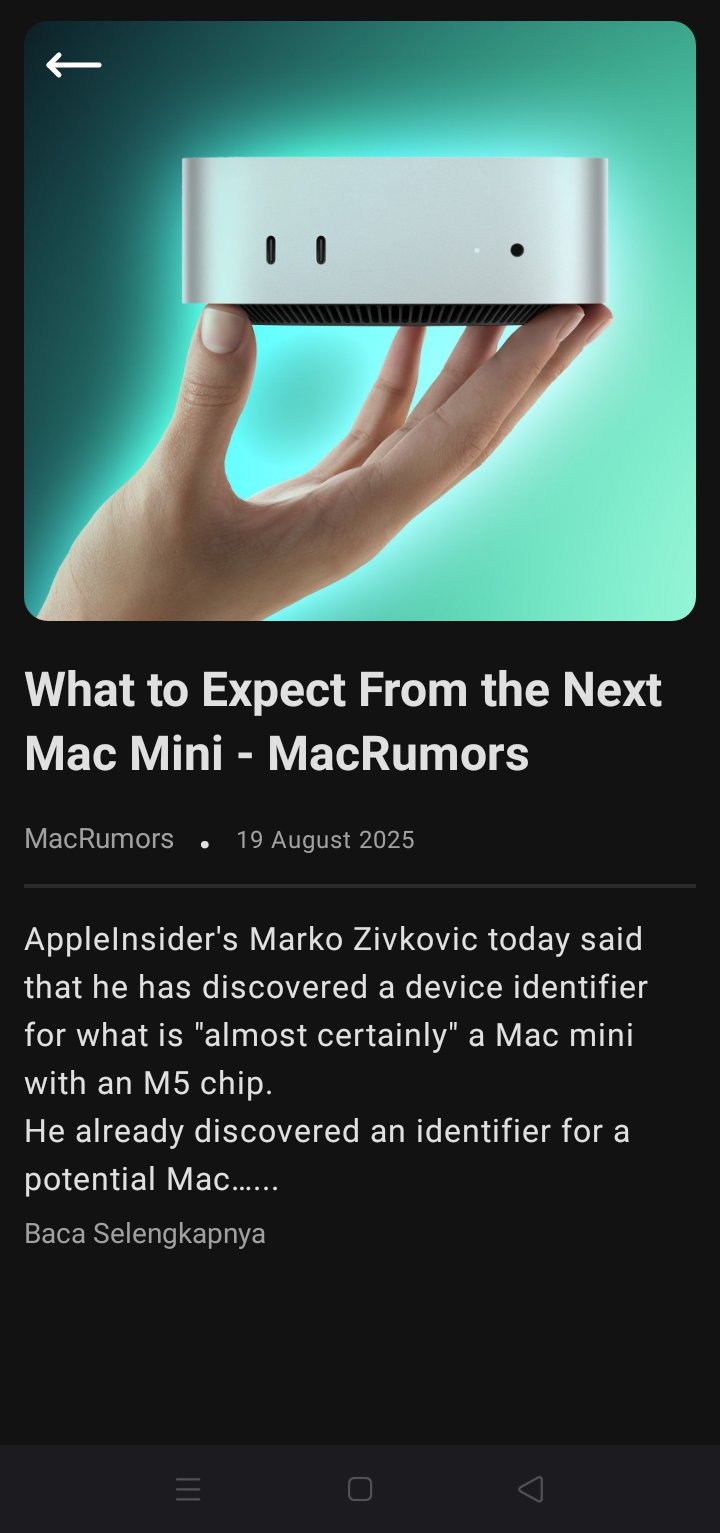 What to Expect From the Next
Mac Mini - MacRumors
MacRumors • 19 August 2025
AppleInsider's Marko Zivkovic today said
that he has discovered a device identifier
for what is "almost certainly" a Mac mini
with an M5 chip.
He already discovered an identifier for a
potential Mac…...
Baca Selengkapnya